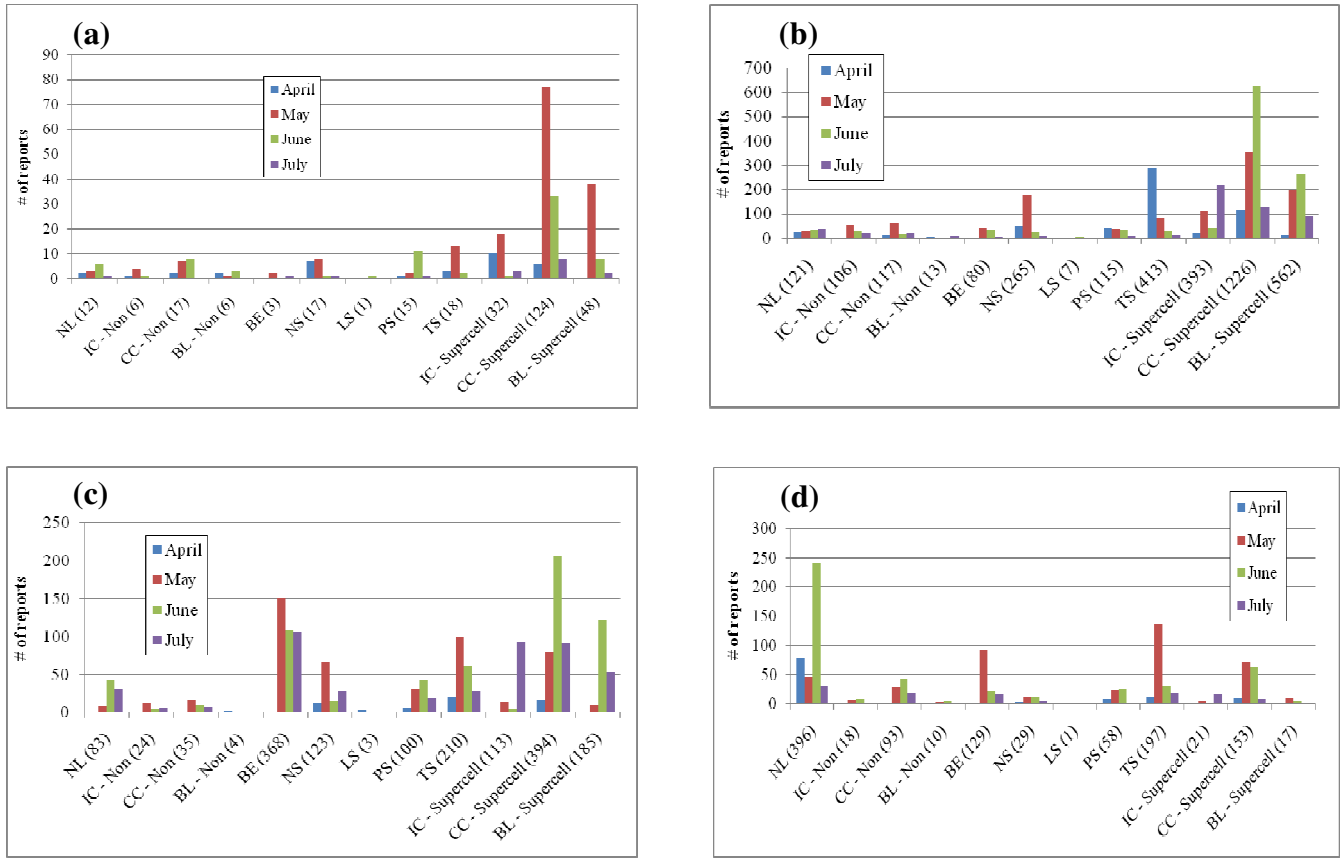 (a)
90
80
70
60
50
40
30
20
10
0
# of reports
April
May
June
July
NL (12)
IC - Non (6)
CC - Non (17)
BL - Non (6)
BE (3)
NS (17)
LS (1)
PS (15)
TS (18)
IC - Supercell (32)
CC - Supercell (124)
BL - Supercell (48)
(b)
700
600
500
400
300
200
100
0
# of reports
April
May
June
July
NL (121)
IC - Non (106)
CC - Non (117)
BL - Non (13)
BE (80)
NS (265)
LS (7)
PS (115)
TS (413)
IC - Supercell (393)
CC - Supercell (1226)
BL - Supercell (562)
(c)
250
200
150
100
50
0
# of reports
April
May
June
July
NL (83)
IC - Non (24)
CC - Non (35)
BL - Non (4)
BE (368)
NS (123)
LS (3)
PS (100)
TS (210)
IC - Supercell (113)
CC - Supercell (394)
BL - Supercell (185)
(d)
300
250
200
150
100
50
0
# of reports
April
May
June
July
NL (396)
IC - Non (18)
CC - Non (93)
BL - Non (10)
BE (129)
NS (29)
LS (1)
PS (58)
TS (197)
IC - Supercell (21)
CC - Supercell (153)
BL - Supercell (17)